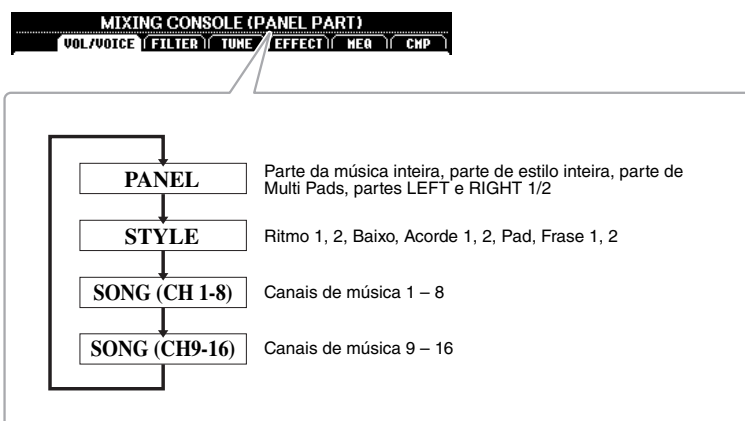 MIXING CONSOLE (PANEL PART)
VOL/VOICE FILTER TUNE EFFECT MEQ CMP
PANEL
Parte da música inteira, parte de estilo inteira, parte de
Multi Pads, partes LEFT e RIGHT 1/2
STYLE
Ritmo 1, 2, Baixo, Acorde 1, 2, Pad, Frase 1, 2
SONG (CH 1-8)
Canais de música 1 – 8
SONG (CH9-16)
Canais de música 9 – 16